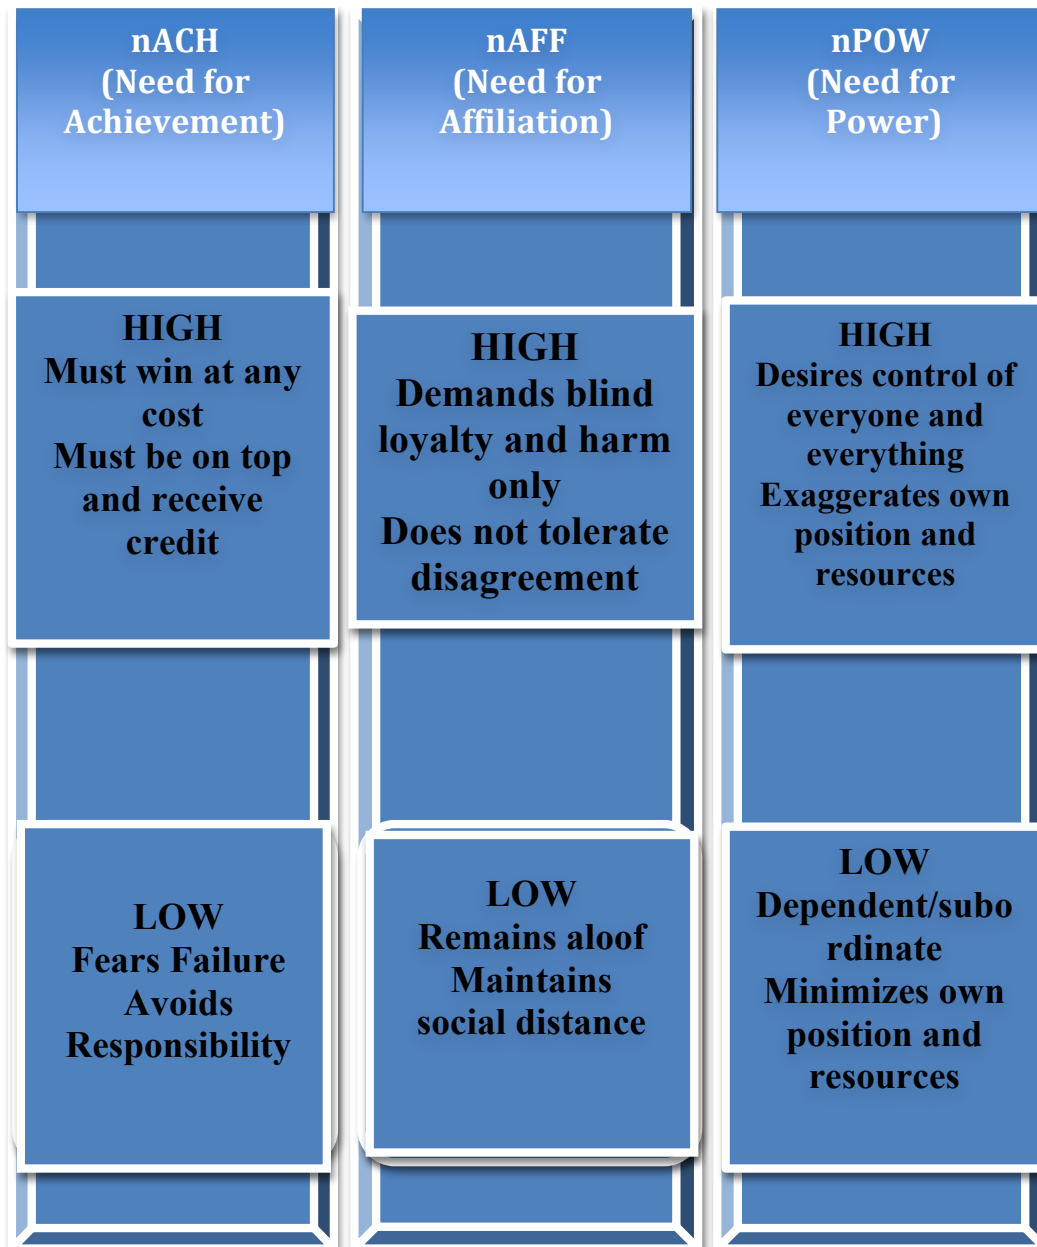 nACH
(Need for
Achievement)
HIGH
Must win at any
cost
Must be on top
and receive
credit
LOW
Fears Failure
Avoids
Responsibility
nAFF
(Need for
Affiliation)
HIGH
Demands blind
loyalty and harm
only
Does not tolerate
disagreement
LOW
Remains aloof
Maintains
social distance
nPOW
(Need for
Power)
HIGH
Desires control of
everyone and
everything
Exaggerates own
position and
resources
LOW
Dependent/subo
rdinate
Minimizes own
position and
resources